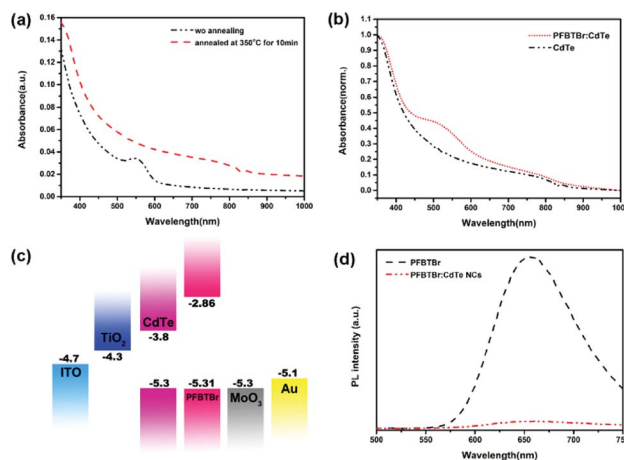 (a)
0.16
0.14
0.12
0.10
0.08
0.06
0.04
0.02
0.00
Absorbance(a.u.)
wo annealing
annealed at 350°C for 10min
400 500 600 700 800 900 1000
Wavelength(nm)
(b)
1.0
0.9
0.8
0.7
0.6
0.5
0.4
0.3
0.2
0.1
0.0
Absorbance(norm.)
PFBTBr:CdTe
CdTe
400 500 600 700 800 900 1000
Wavelength(nm)
(c)
-2.86
CdTe
-3.8
TiO2
-4.3
-4.7
ITO
-5.3
-5.31
PFBTBr
-5.3
MoO3
-5.1
Au
(d)
PL intensity (a.u.)
PFBTBr
PFBTBr:CdTe NCs
500 550 600 650 700 750
Wavelength(nm)